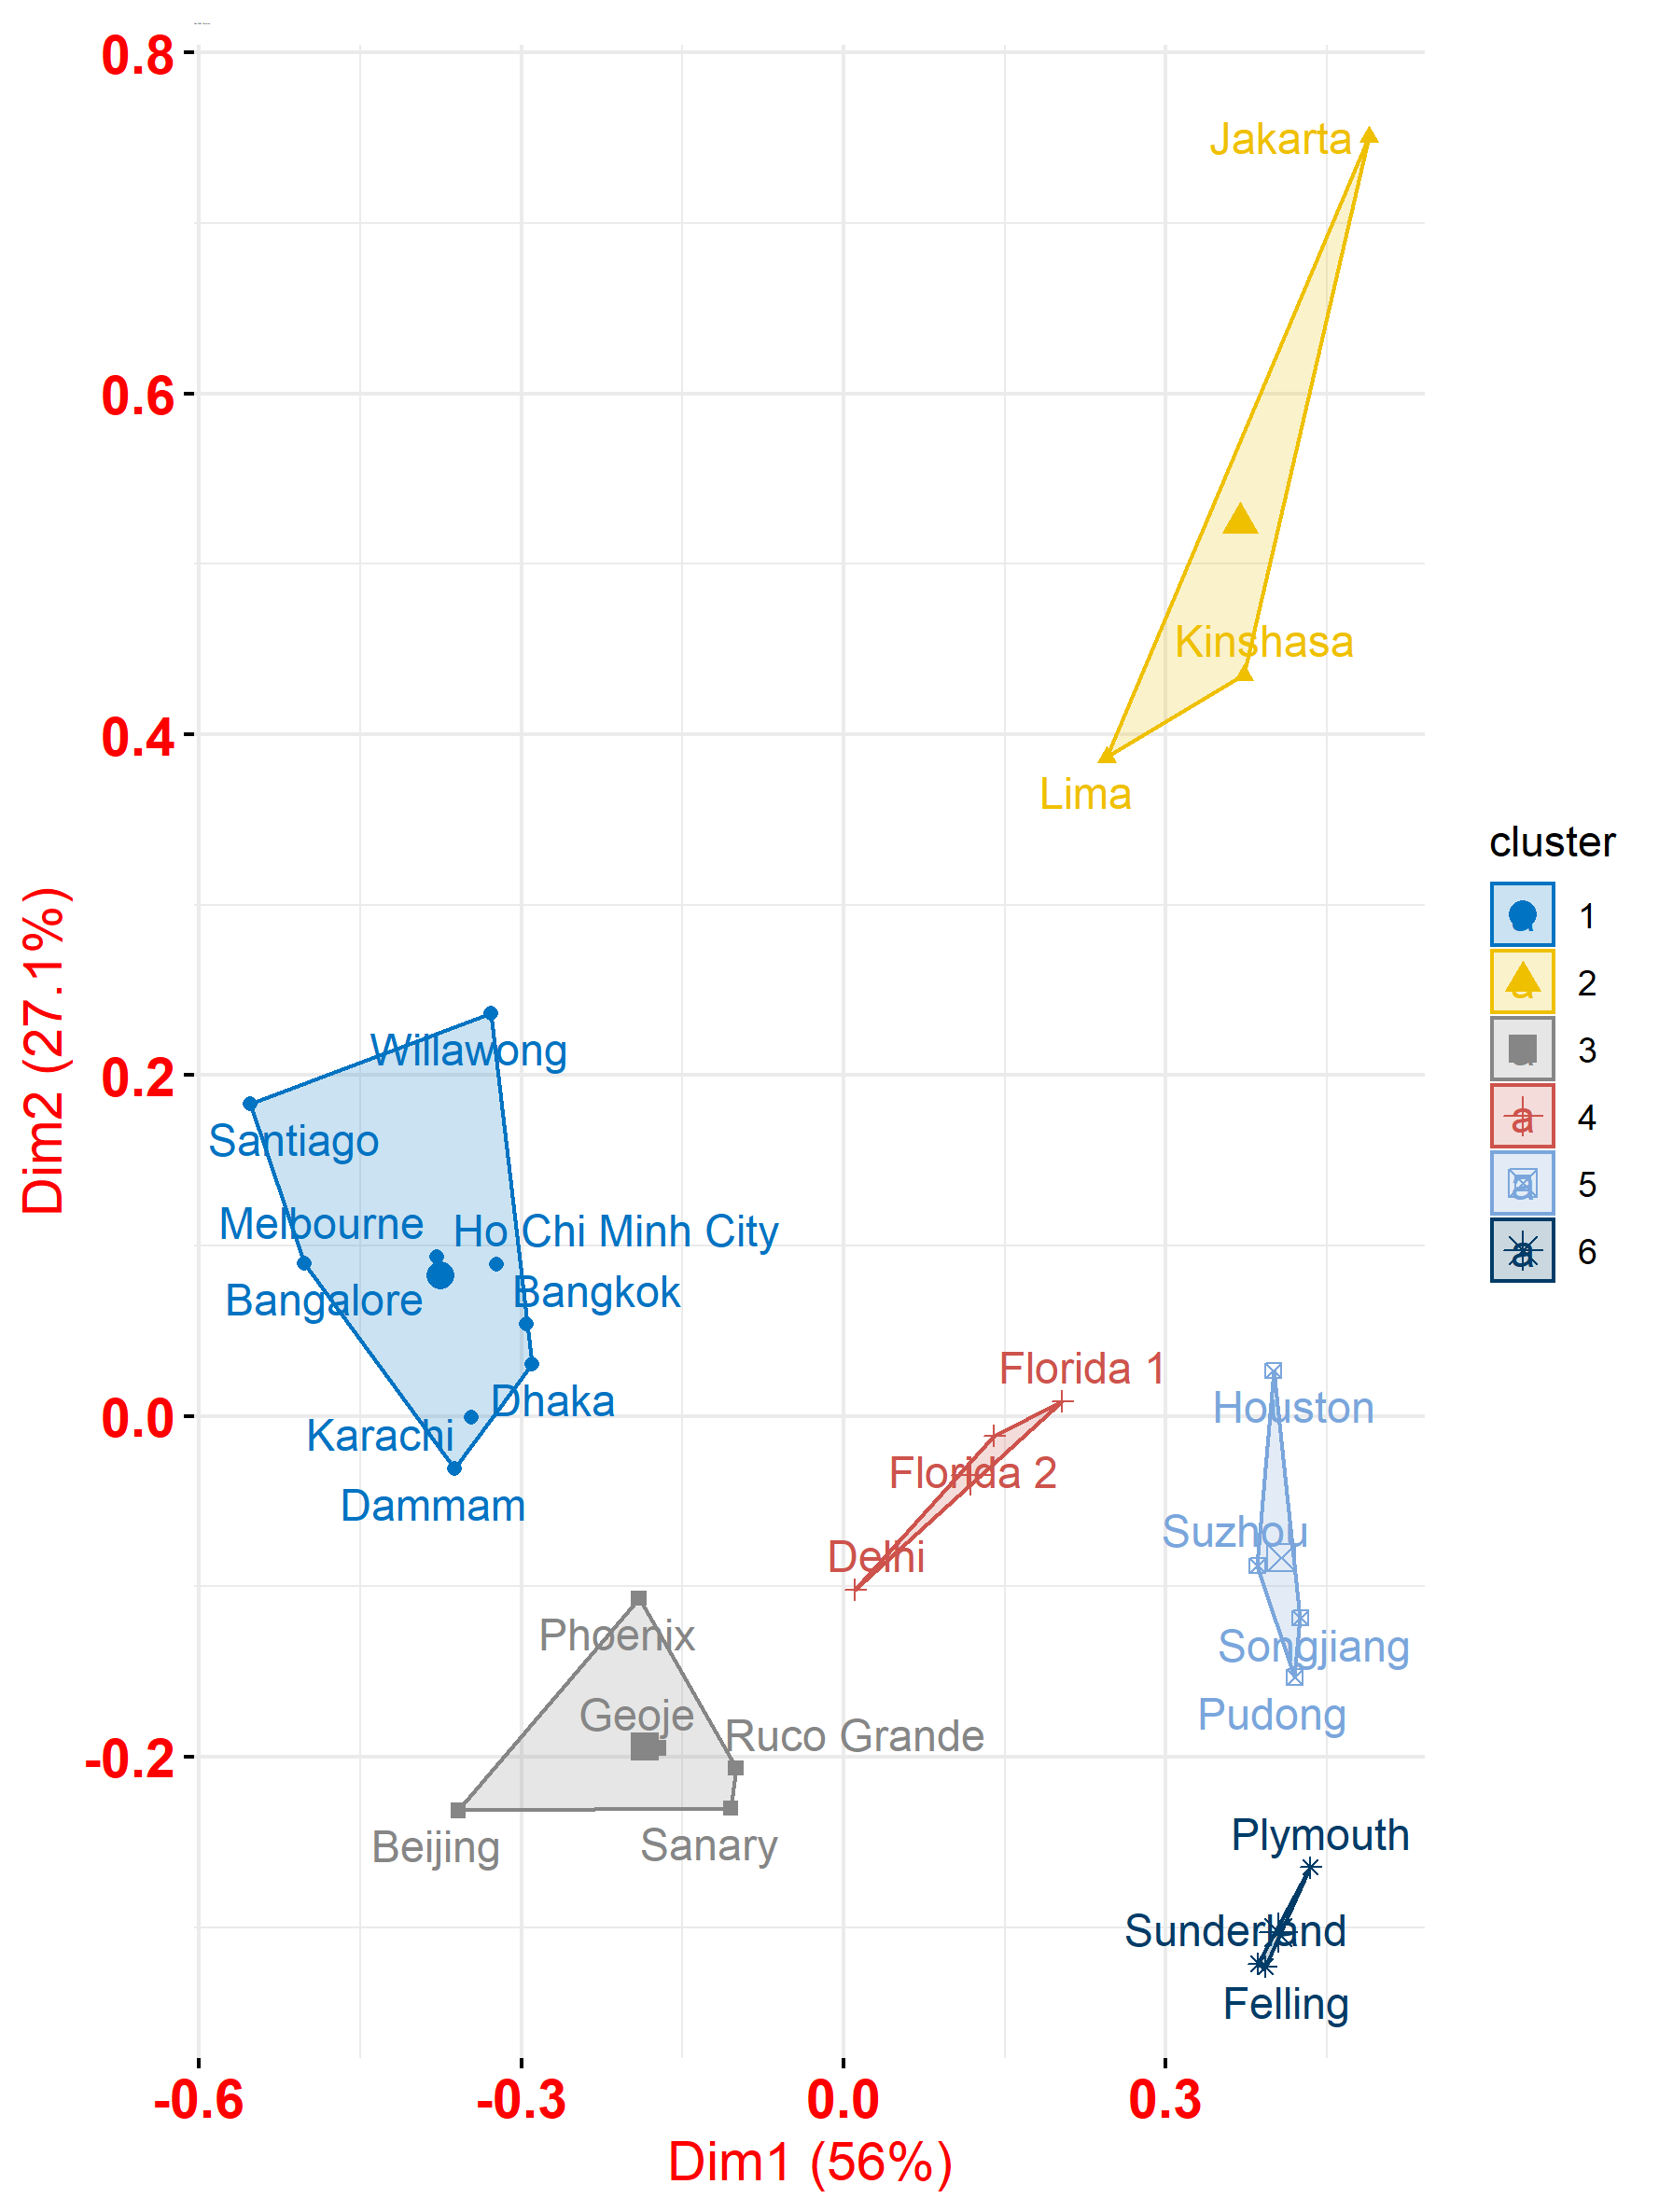 0.8
Jakarta
0.6
Kinshasa
0.4
Lima
cluster
a 1
a 2
a 3
a 4
a 5
a 6
Dim2 (27.1%)
Willawong
0.2
Santiago
Melbourne
Ho Chi Minh City
Bangalore
Bangkok
Florida 1
Dhaka
Houston
0.0
Karachi
Florida 2
Dammam
Suzhou
Delhi
Phoenix
Songjiang
Geoje
Pudong
Ruco Grande
-0.2
Plymouth
Beijing
Sanary
Sunderland
Felling
-0.6 -0.3 0.0 0.3
Dim1 (56%)